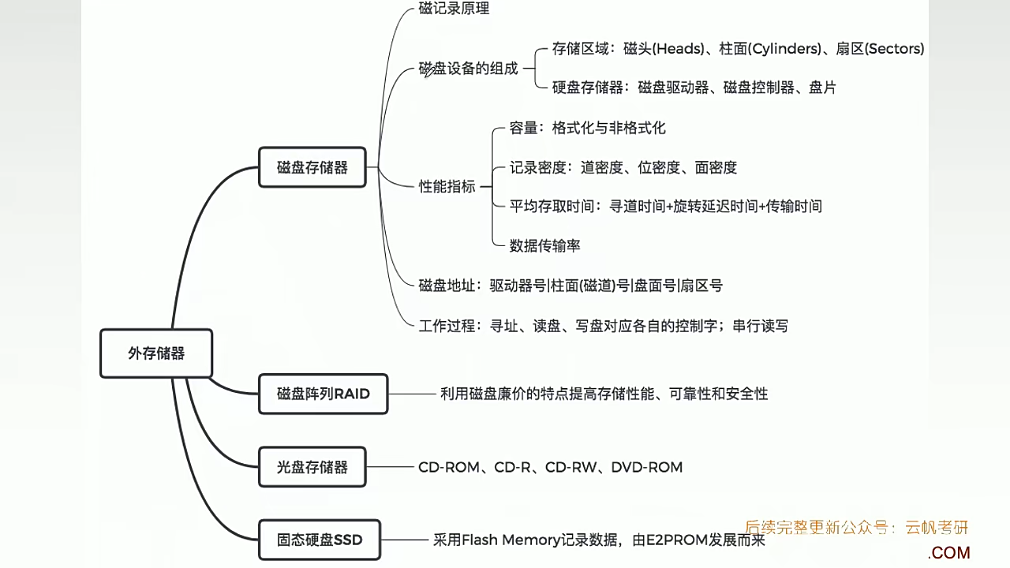 磁记录原理
磁盘设备的组成
存储区域：磁头(Heads)、柱面(Cylinders)、扇区(Sectors)
硬盘存储器：磁盘驱动器、磁盘控制器、盘片
容量：格式化与非格式化
磁盘存储器
性能指标
记录密度：道密度、位密度、面密度
平均存取时间：寻道时间+旋转延迟时间+传输时间
数据传输率
磁盘地址：驱动器号|柱面(磁道)号|盘面号|扇区号
工作过程：寻址、读盘、写盘对应各自的控制字；串行读写
外存储器
磁盘阵列RAID
利用磁盘廉价的特点提高存储性能、可靠性和安全性
光盘存储器
CD-ROM、CD-R、CD-RW、DVD-ROM
固态硬盘SSD
采用Flash Memory记录数据，由E2PROM发展而来
后续完整更新公众号：云帆考研
.COM